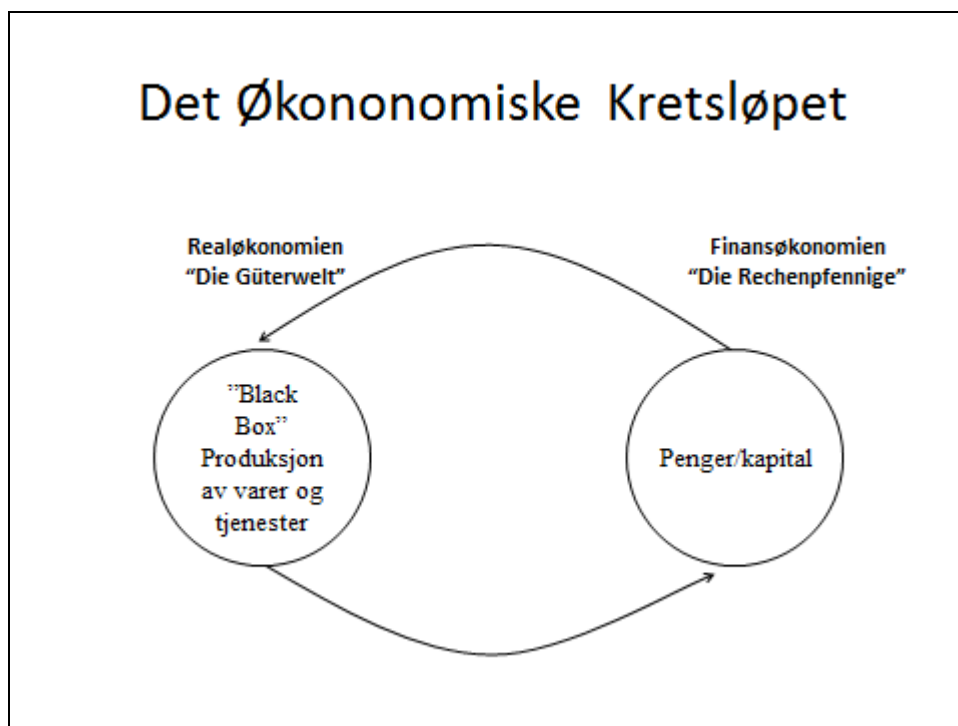 Det Økononomiske Kretsløpet
Realøkonomien
“Die Güterwelt”
Finansøkonomien
“Die Rechenpfennige”
”Black
Box”
Produksjon
av varer og
tjenester
Penger/kapital